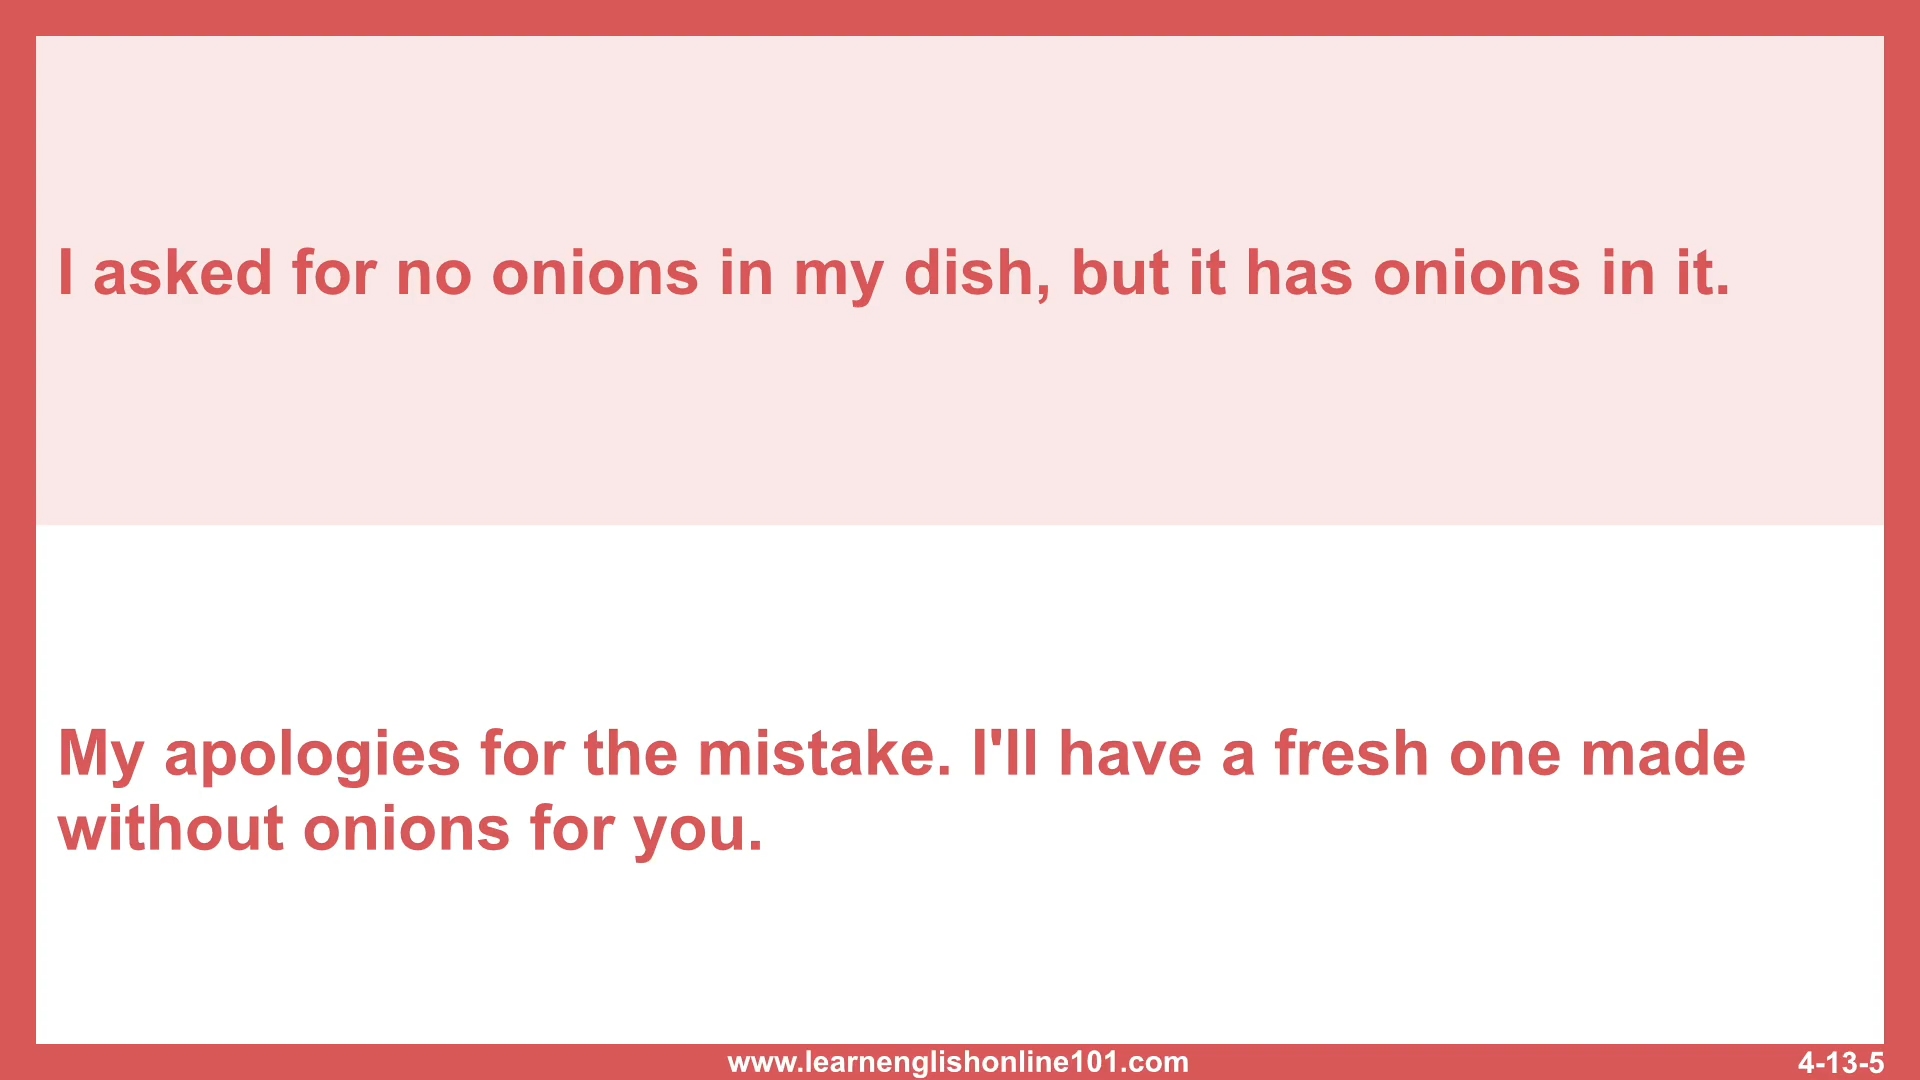 I asked for no onions in my dish, but it has onions in it.
My apologies for the mistake. I'll have a fresh one made
without onions for you.
www.learnenglishonline101.com
4-13-5